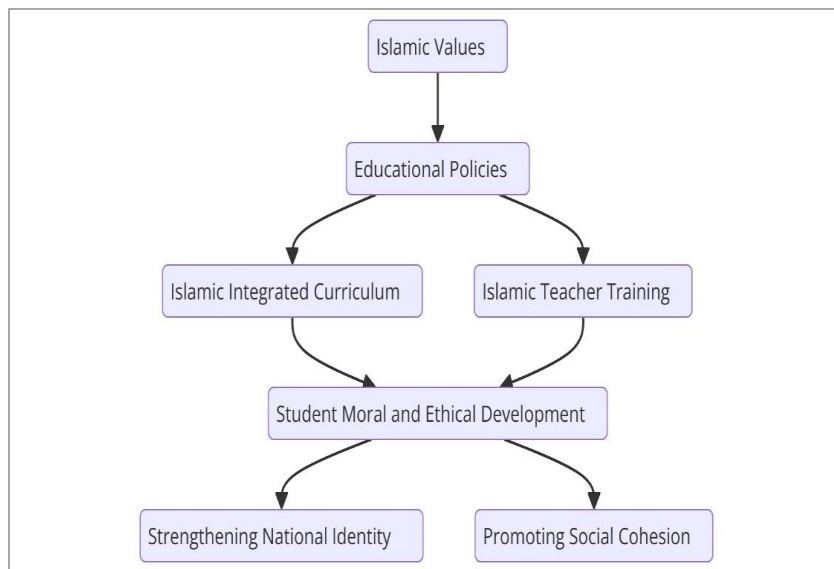 Islamic Values
Educational Policies
Islamic Integrated Curriculum
Islamic Teacher Training
Student Moral and Ethical Development
Strengthening National Identity
Promoting Social Cohesion